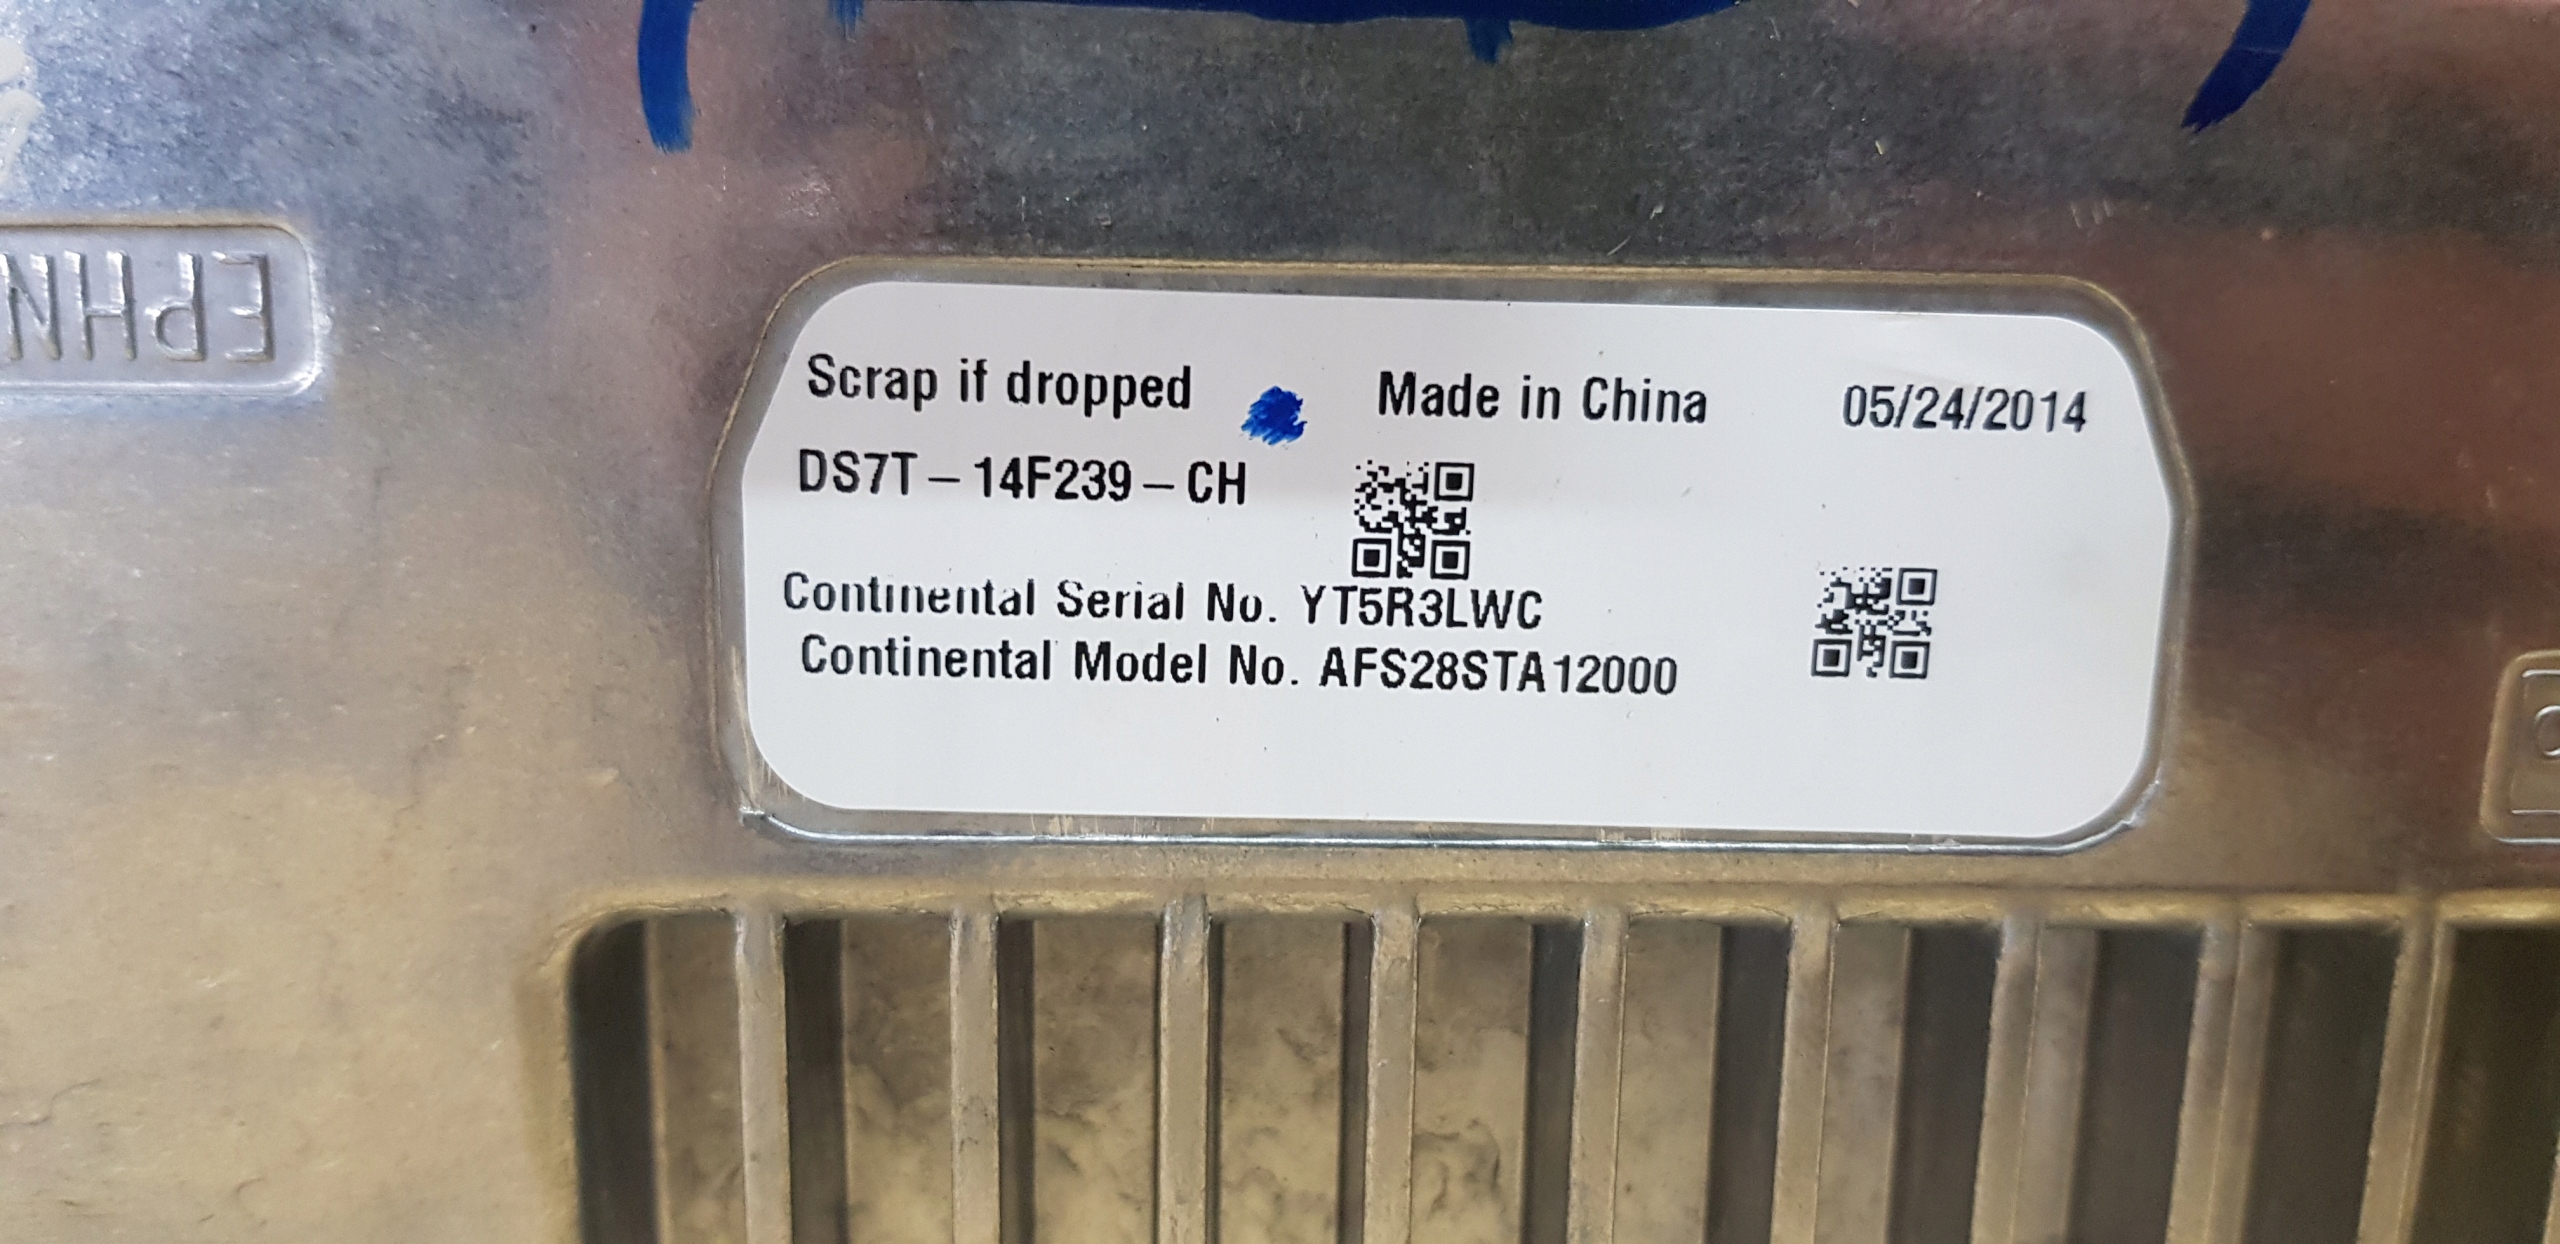 EPHN
Scrap if dropped Made in China 05/24/2014
DS7T – 14F239 – CH
Continental Serial No. YT5R3LWC
Continental Model No. AFS28STA12000